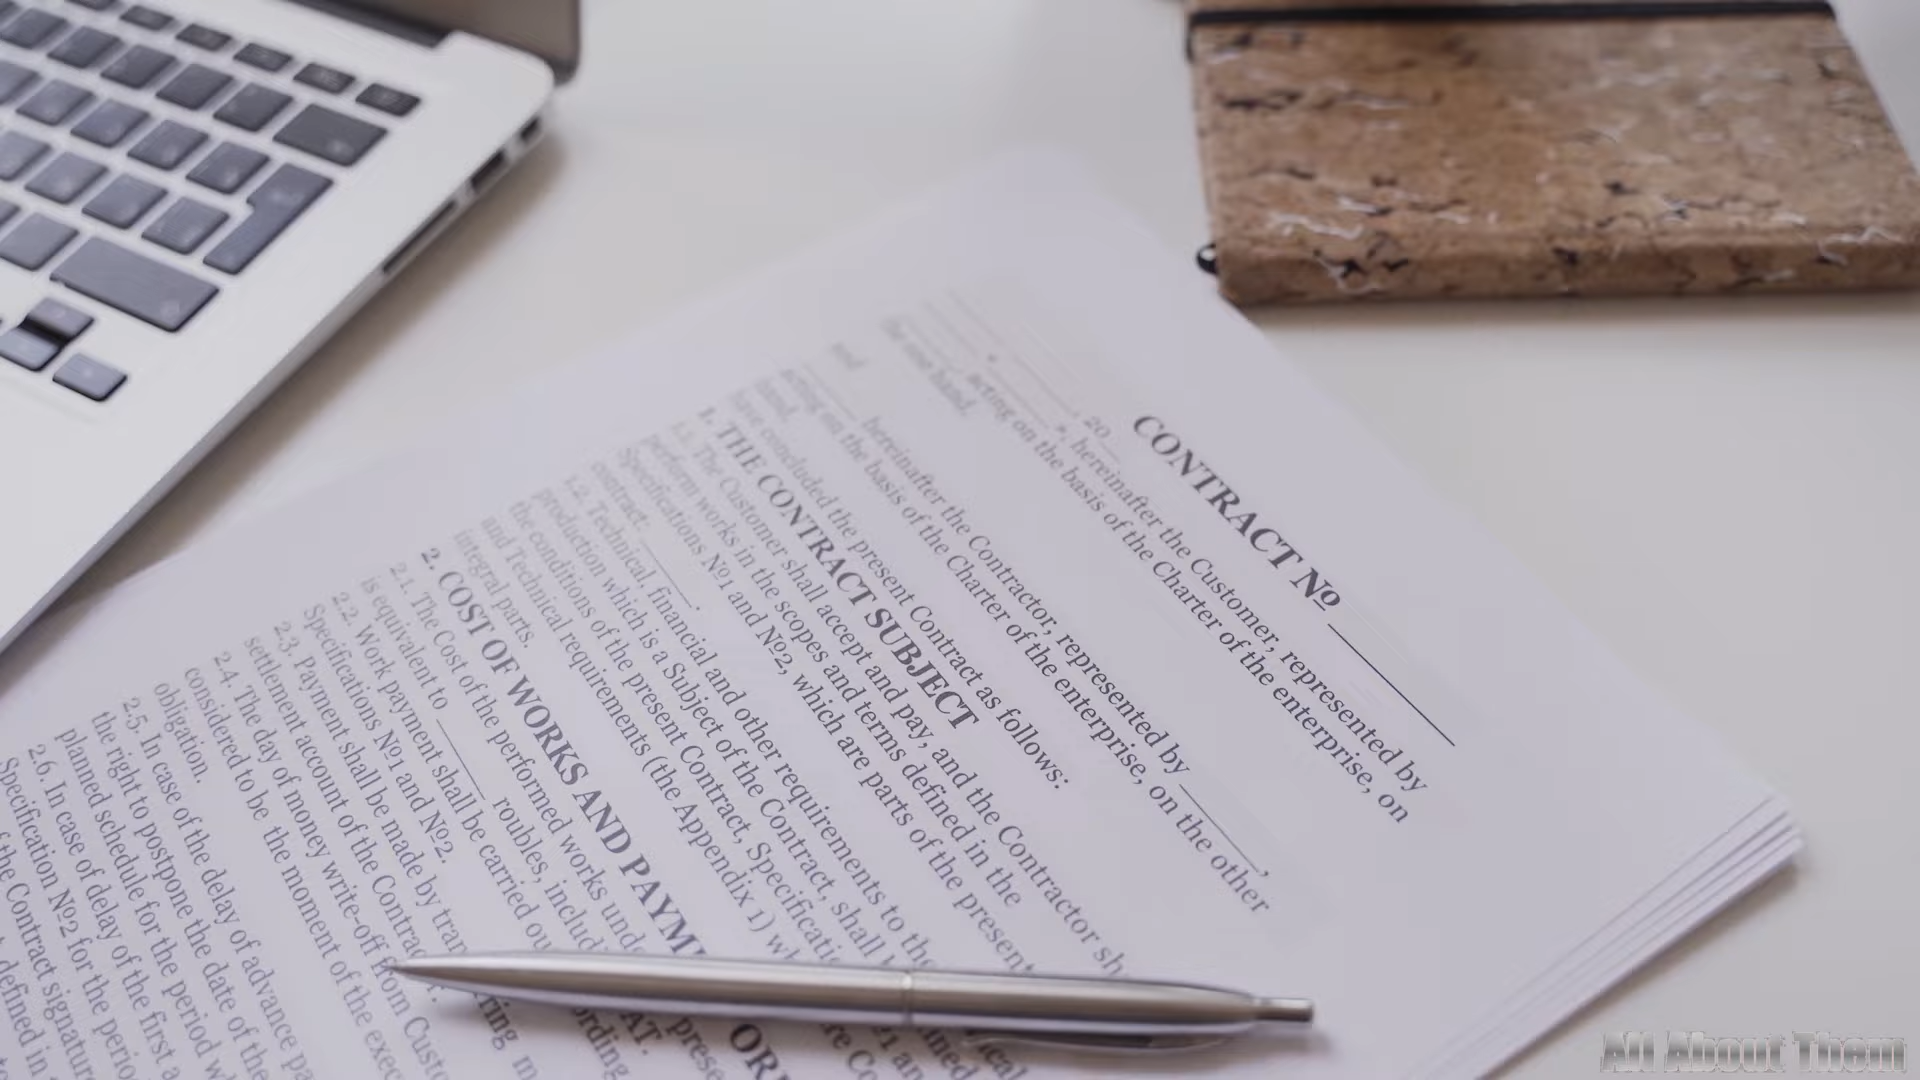 CONTRACT №
20
", hereinafter the Customer, represented by
acting on the basis of the Charter of the enterprise, on
the one hand,
and
hereinafter the Contractor, represented by
acting on the basis of the Charter of the enterprise, on the other
hand,
have concluded the present Contract as follows:
1. THE CONTRACT SUBJECT
1.1. The Customer shall accept and pay, and the Contractor sh
perform works in the scopes and terms defined in the
Specifications №1 and №2, which are parts of the present
contract:
1.2. Technical, financial and other requirements to the
production which is a Subject of the Contract, shall
the conditions of the present Contract, Specificati
and Technical requirements (the Appendix 1) wh
integral parts.
2. COST OF WORKS AND PAYM
2.1. The Cost of the performed works unde
is equivalent to roubles, includ
2.2. Work payment shall be carried ou
Specifications №1 and №2.
2.3. Payment shall be made by tran
settlement account of the Contrac
2.4. The day of money write-off from Custo
considered to be the moment of the exec
obligation.
2.5. In case of the delay of advance pa
the right to postpone the date of the
planned schedule for the period w
2.6. In case of delay of the first a
Specification №2 for the perio
the Contract signature
defined in
All About Them